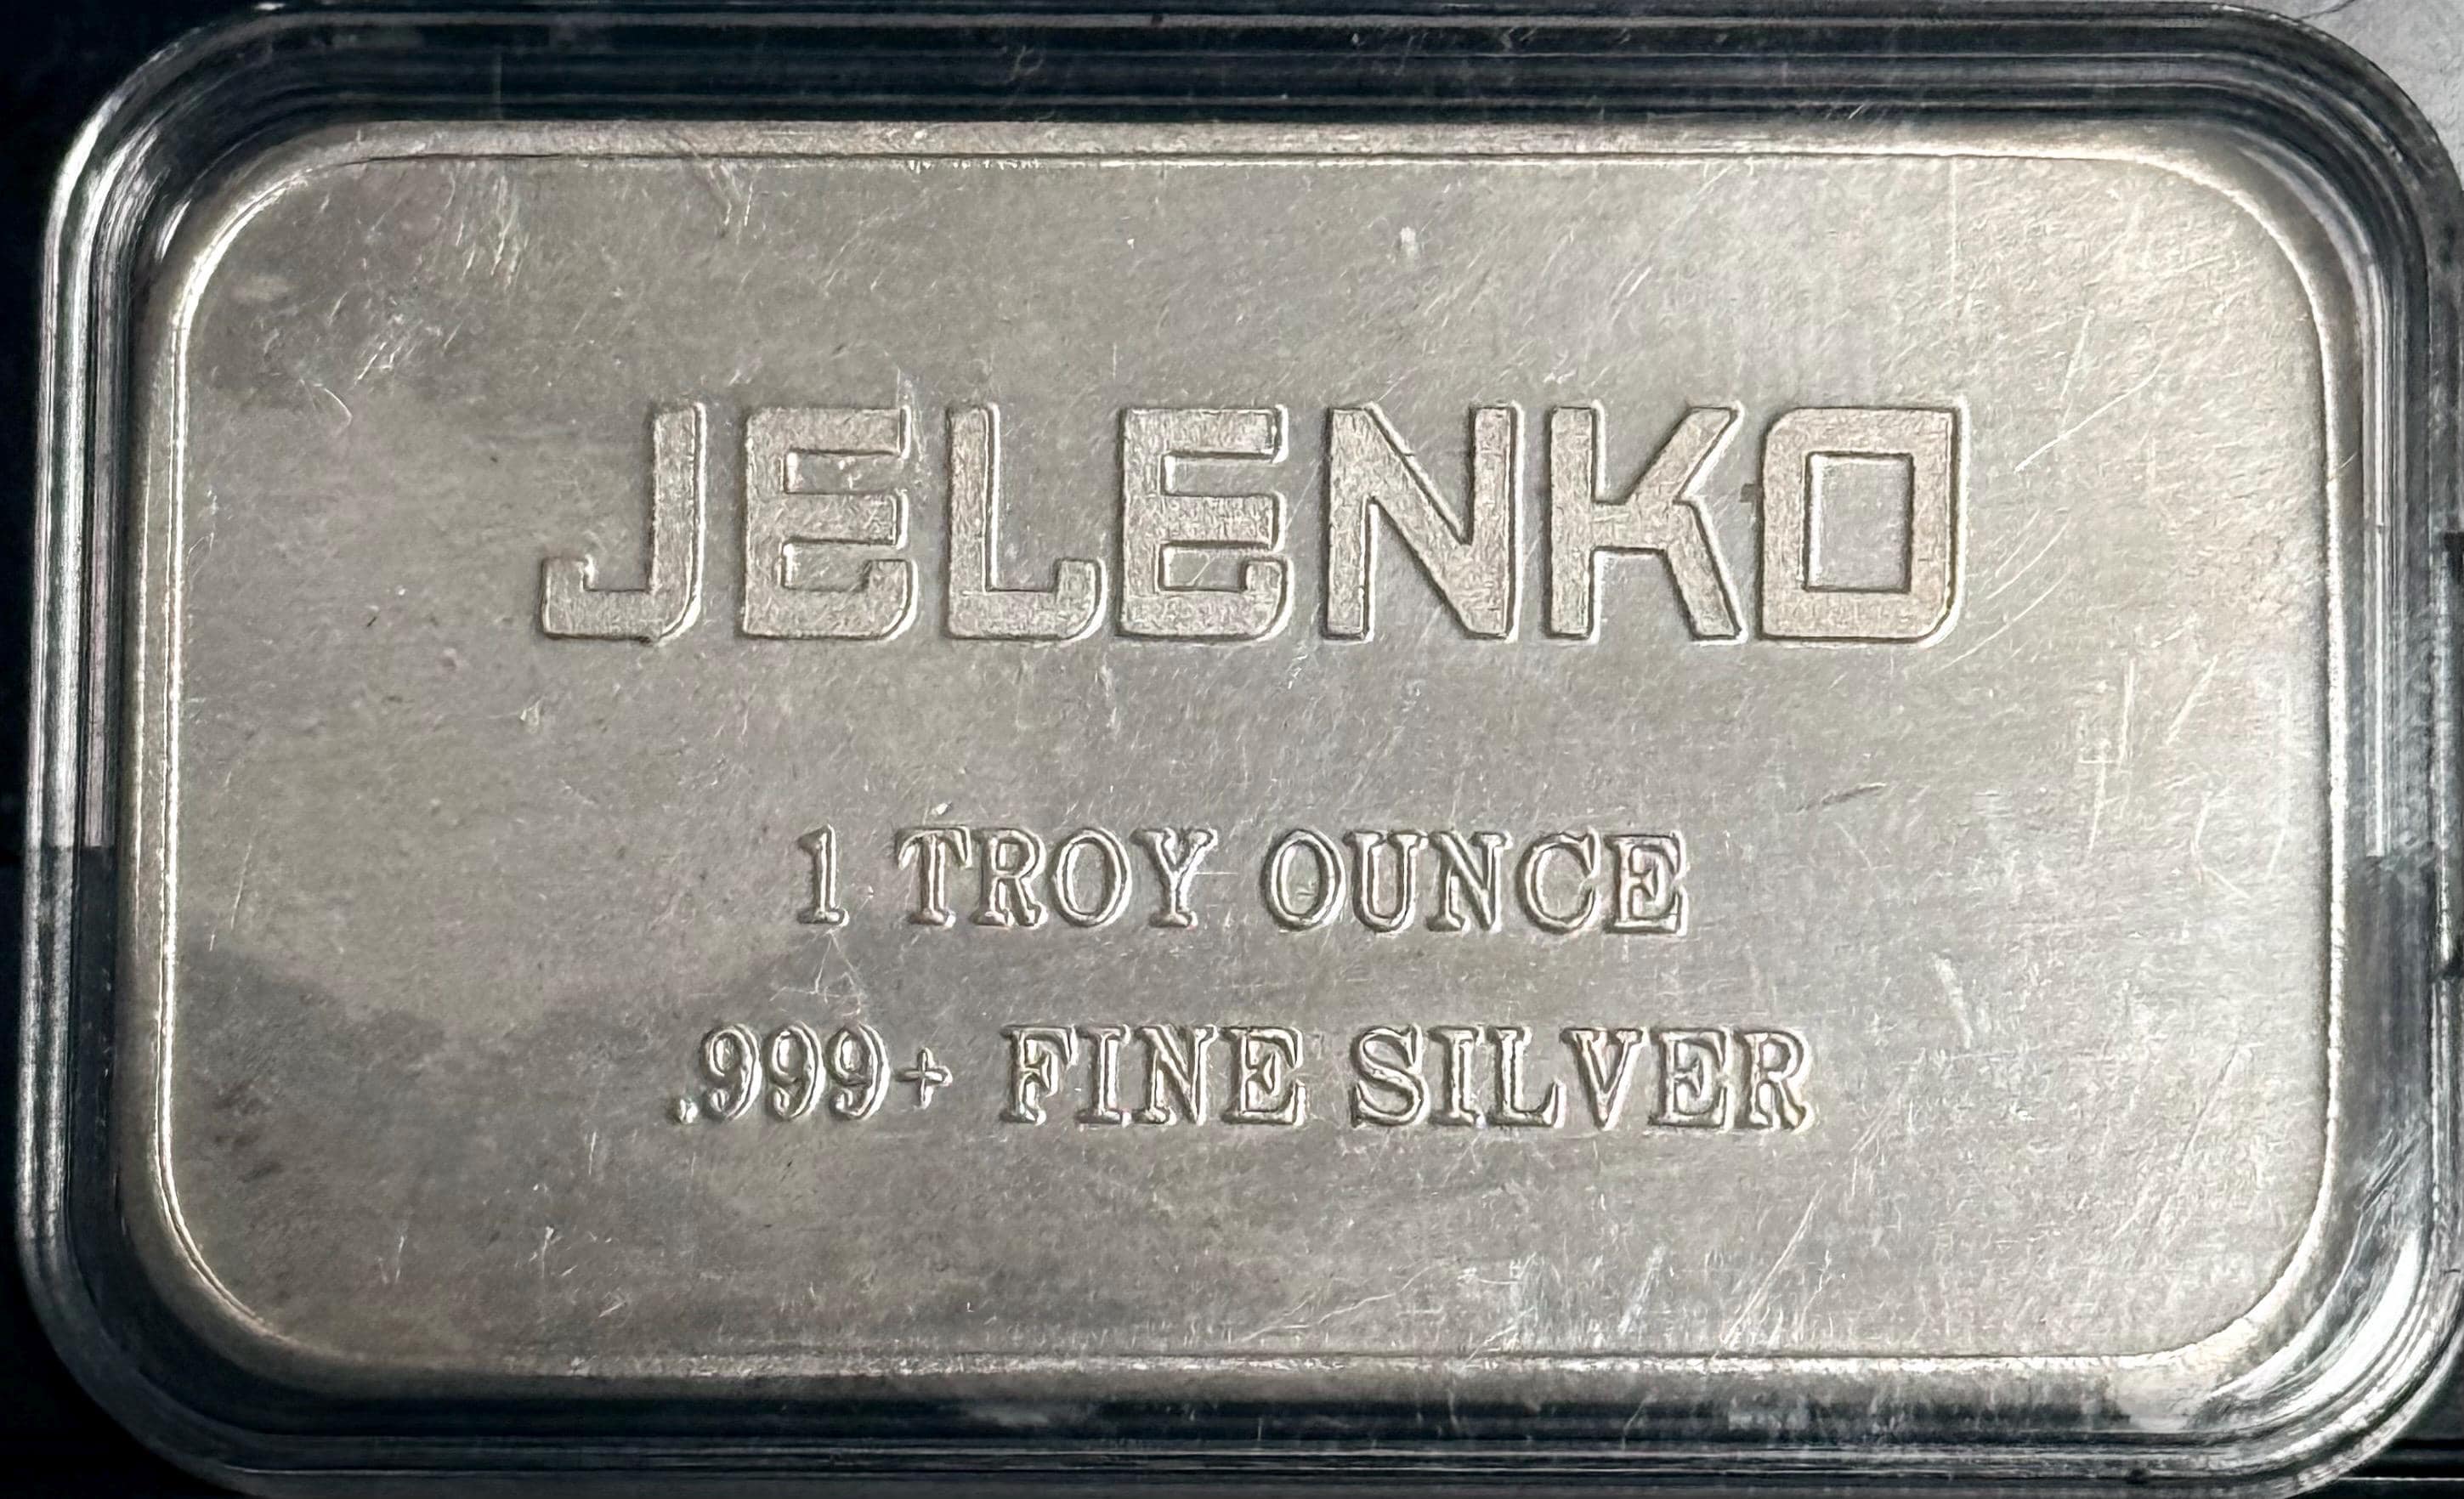 JELENKO
1 TROY OUNCE
.999+ FINE SILVER